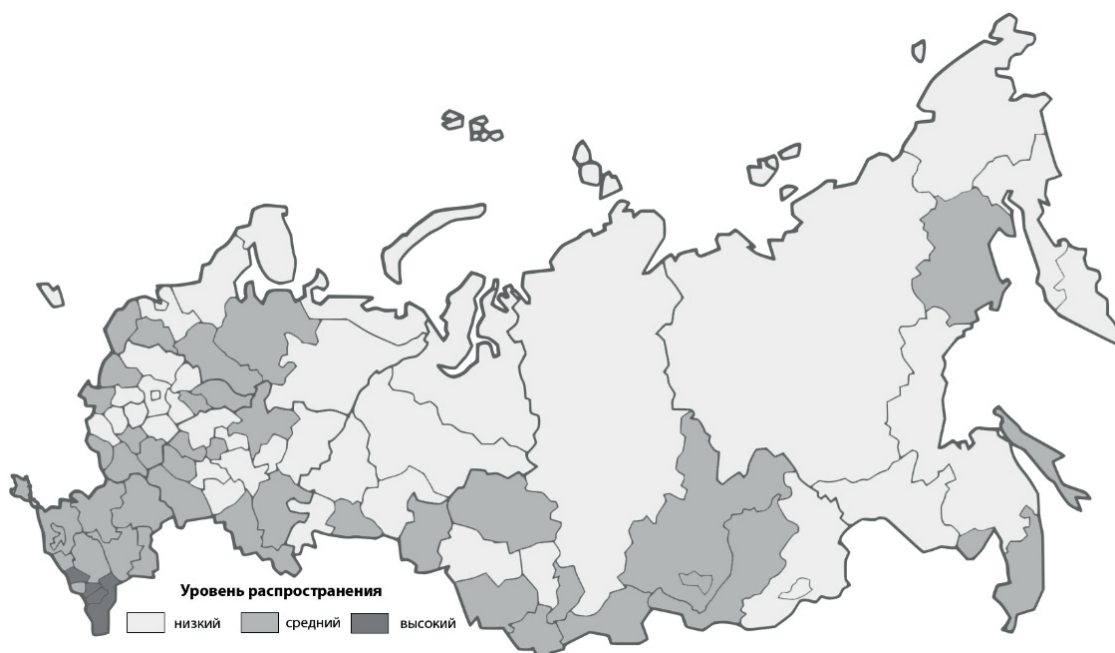 Уровень распространения
низкий средний высокий